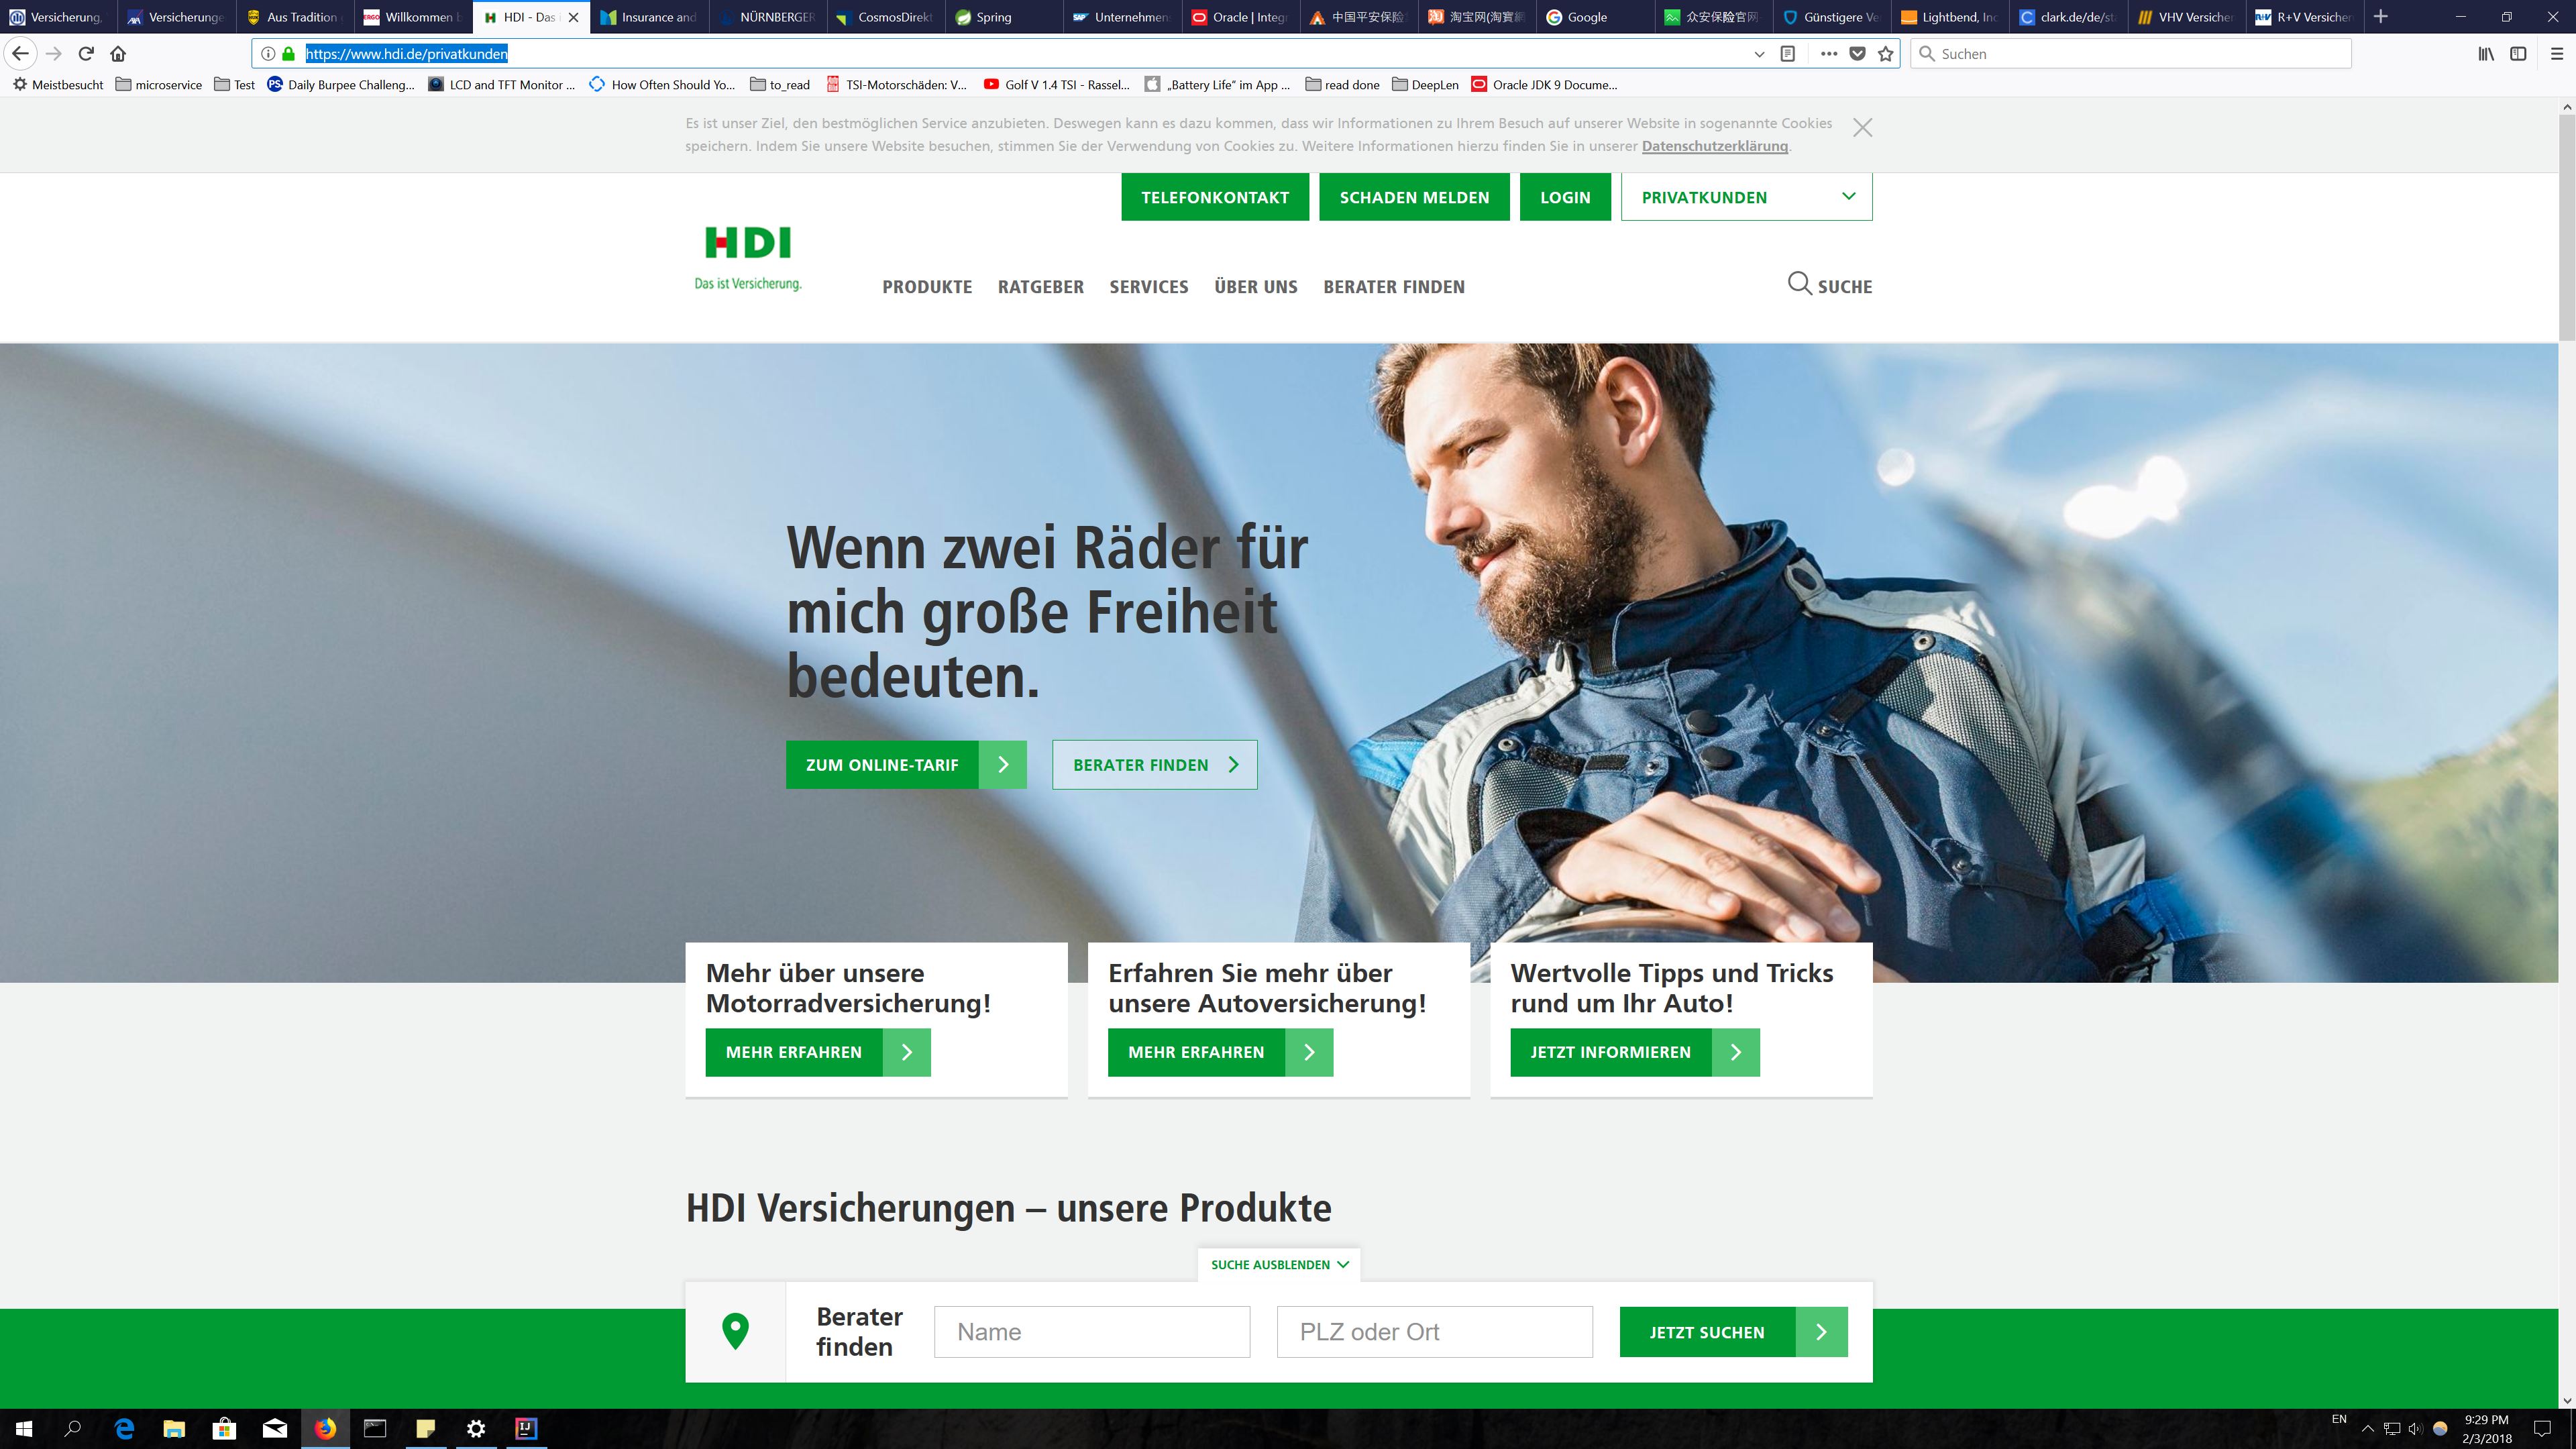 Versicherung,
Versicherunge
Aus Tradition
Willkommen b
HDI - Das i
Insurance and
NÜRNBERGER
CosmosDirekt
Spring
Unternehmen
Oracle | Integ
中国平安保险
淘宝网(淘寶網
Google
众安保险官网-
Günstigere Ve
Lightbend, Inc
clark.de/de/st
VHV Versicher
R+V Versicher
https://www.hdi.de/privatkunden
Suchen
Meistbesucht
microservice
Test
Daily Burpee Challeng...
LCD and TFT Monitor ...
How Often Should Yo...
to_read
TSI-Motorschäden: V...
Golf V 1.4 TSI - Rassel...
„Battery Life“ im App ...
read done
DeepLen
Oracle JDK 9 Docume...
Es ist unser Ziel, den bestmöglichen Service anzubieten. Deswegen kann es dazu kommen, dass wir Informationen zu Ihrem Besuch auf unserer Website in sogenannte Cookies
speichern. Indem Sie unsere Website besuchen, stimmen Sie der Verwendung von Cookies zu. Weitere Informationen hierzu finden Sie in unserer Datenschutzerklärung.
TELEFONKONTAKT
SCHADEN MELDEN
LOGIN
PRIVATKUNDEN
HDI
Das ist Versicherung.
PRODUKTE
RATGEBER
SERVICES
ÜBER UNS
BERATER FINDEN
SUCHE
Wenn zwei Räder für
mich große Freiheit
bedeuten.
ZUM ONLINE-TARIF
BERATER FINDEN
Mehr über unsere
Motorradversicherung!
MEHR ERFAHREN
Erfahren Sie mehr über
unsere Autoversicherung!
MEHR ERFAHREN
Wertvolle Tipps und Tricks
rund um Ihr Auto!
JETZT INFORMIEREN
HDI Versicherungen – unsere Produkte
SUCHE AUSBLENDEN
Berater
finden
Name
PLZ oder Ort
JETZT SUCHEN
EN
9:29 PM
2/3/2018